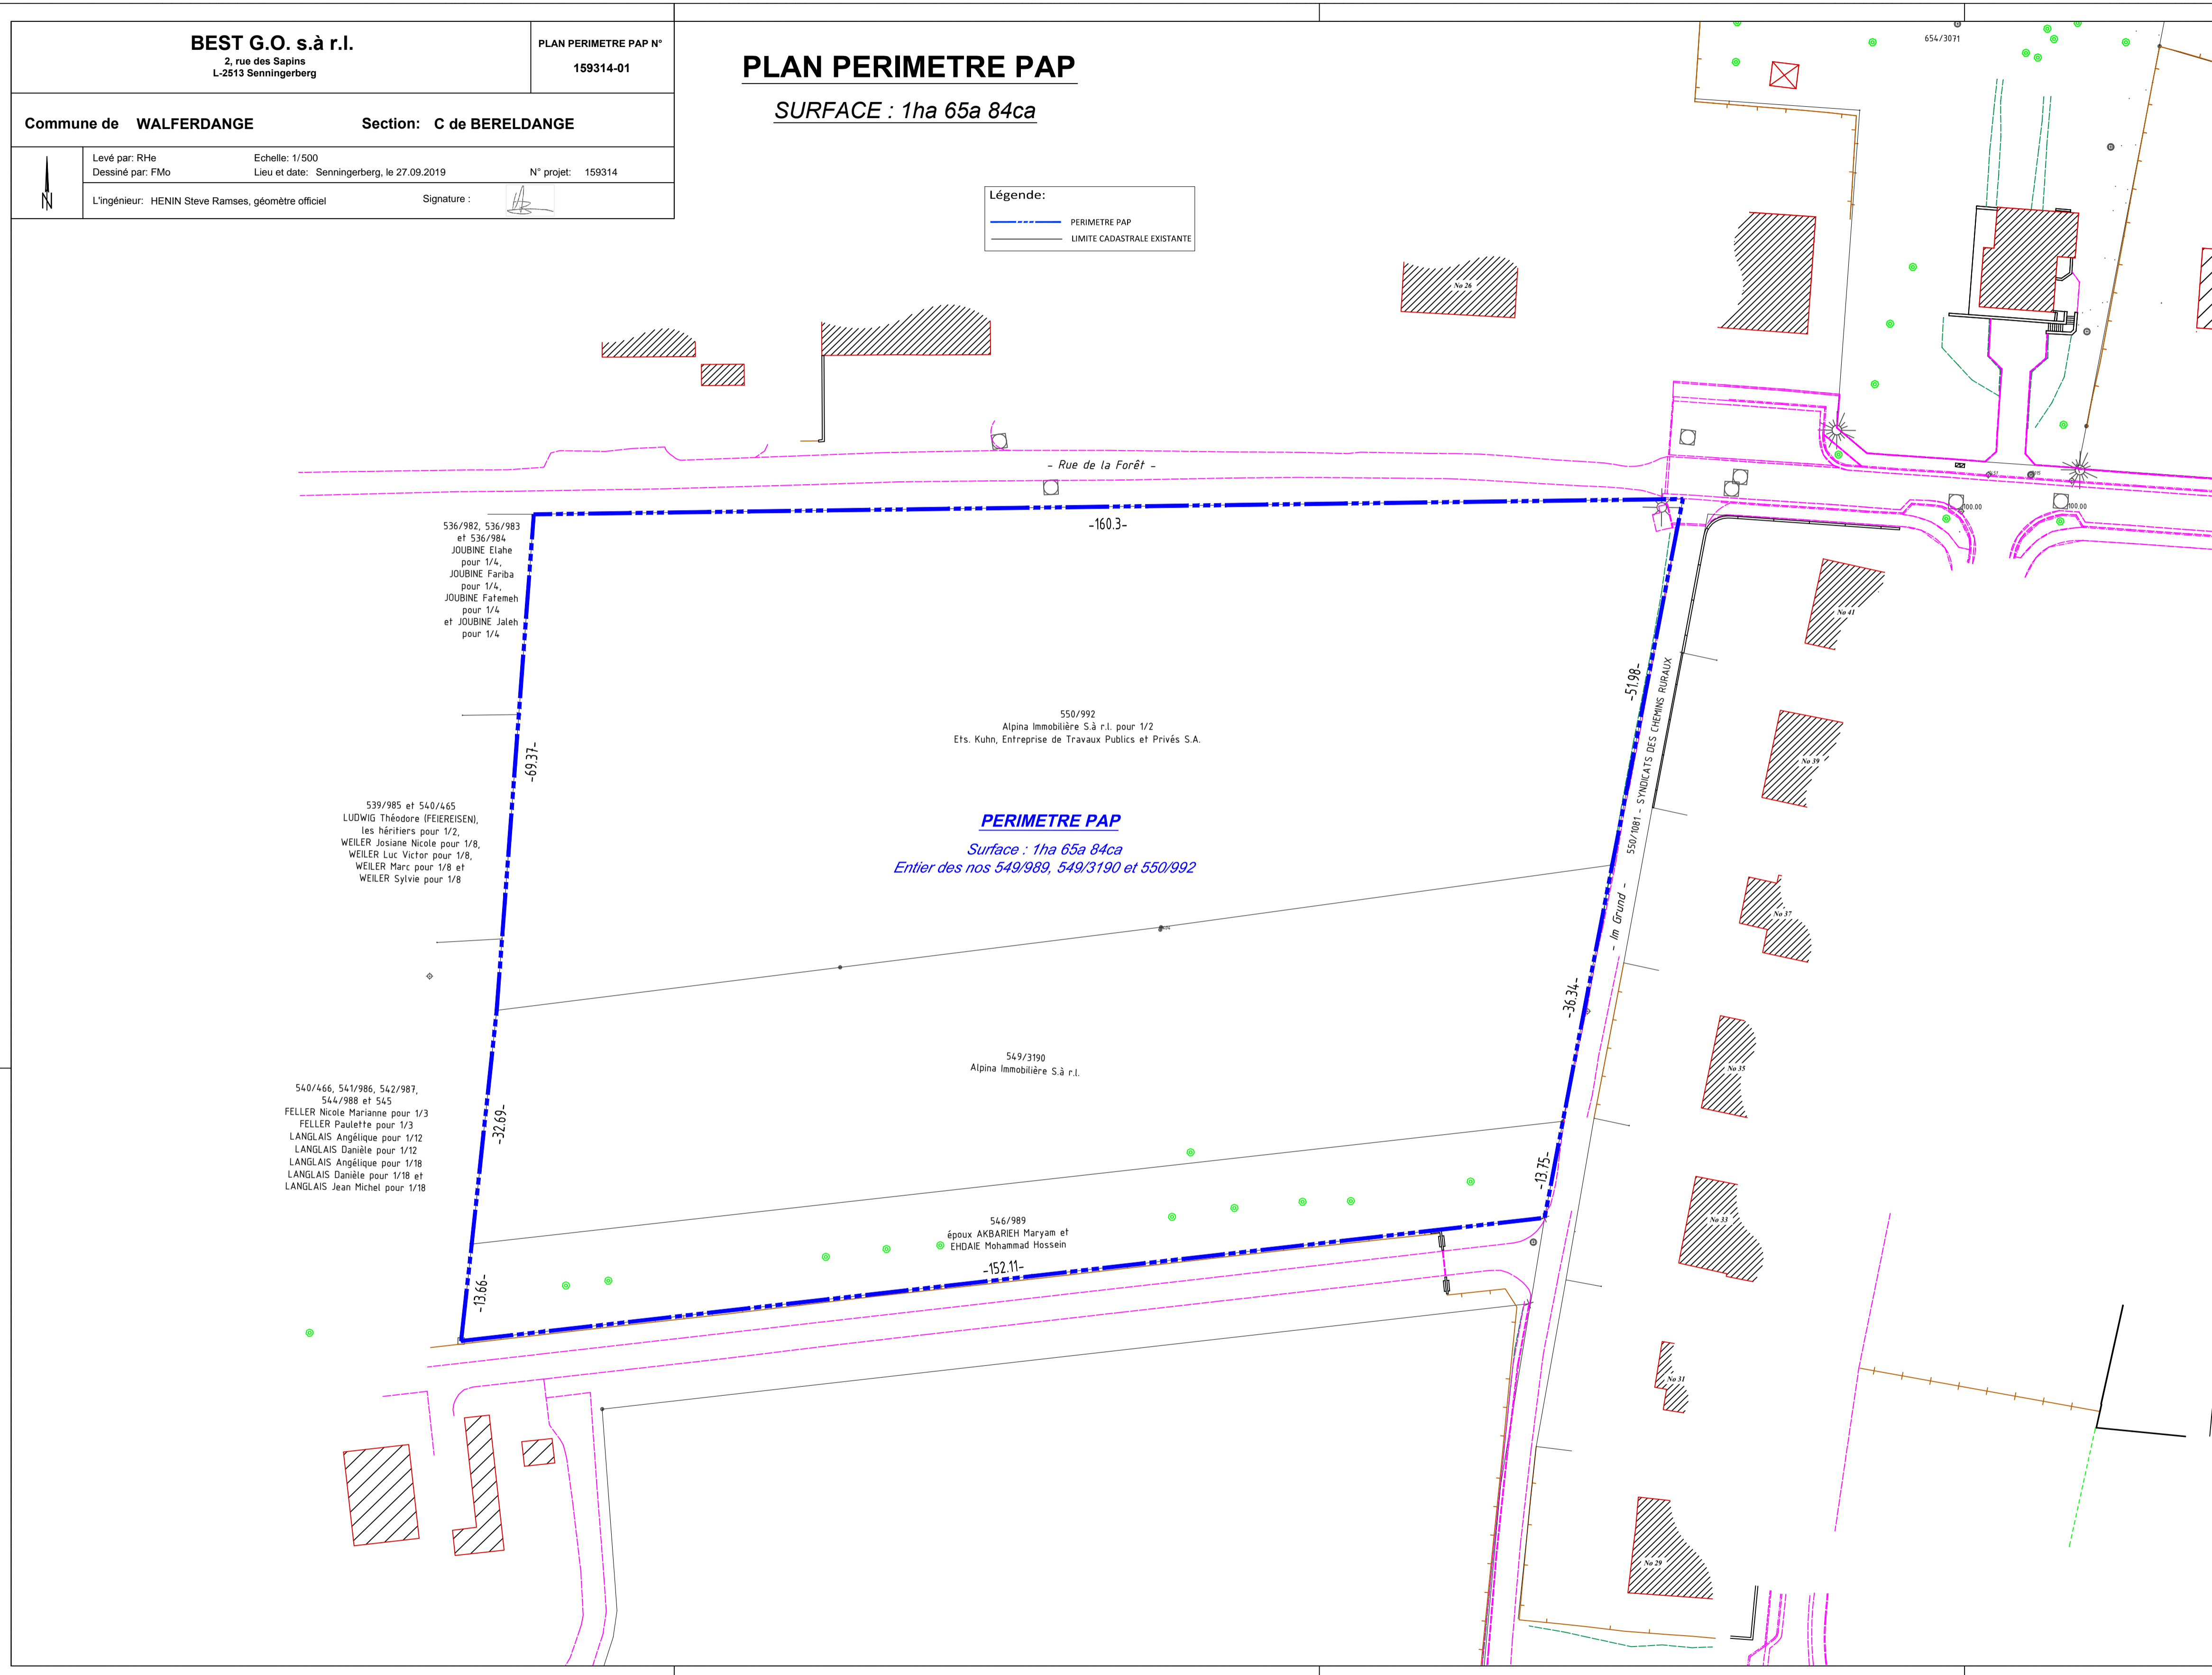 BEST G.O. s.à r.l.
2, rue des Sapins
L-2513 Senningerberg
PLAN PERIMETRE PAP N°
159314-01
Commune de WALFERDANGE Section: C de BERELDANGE
N
Levé par: RHe Echelle: 1/500
Dessiné par: FMo Lieu et date: Senningerberg, le 27.09.2019 N° projet: 159314
L'ingénieur: HENIN Steve Ramses, géomètre officiel Signature :
PLAN PERIMETRE PAP
SURFACE : 1ha 65a 84ca
Légende:
PERIMETRE PAP
LIMITE CADASTRALE EXISTANTE
654/3071
No 26
- Rue de la Forêt -
-160.3-
100.00
100.00
536/982, 536/983
et 536/984
JOUBINE Elahe
pour 1/4,
JOUBINE Fariba
pour 1/4,
JOUBINE Fatemeh
pour 1/4
et JOUBINE Jaleh
pour 1/4
No 41
-51.98-
550/1081 - SYNDICATS DES CHEMINS RURAUX
550/992
Alpina Immobilière S.à r.l. pour 1/2
Ets. Kuhn, Entreprise de Travaux Publics et Privés S.A.
-69.37-
No 39
539/985 et 540/465
LUDWIG Théodore (FEIEREISEN),
les héritiers pour 1/2,
WEILER Josiane Nicole pour 1/8,
WEILER Luc Victor pour 1/8,
WEILER Marc pour 1/8 et
WEILER Sylvie pour 1/8
PERIMETRE PAP
Surface : 1ha 65a 84ca
Entier des nos 549/989, 549/3190 et 550/992
- Im Grund -
No 37
-36.34-
549/3190
Alpina Immobilière S.à r.l.
No 35
540/466, 541/986, 542/987,
544/988 et 545
FELLER Nicole Marianne pour 1/3
FELLER Paulette pour 1/3
LANGLAIS Angélique pour 1/12
LANGLAIS Danièle pour 1/12
LANGLAIS Angélique pour 1/18
LANGLAIS Danièle pour 1/18 et
LANGLAIS Jean Michel pour 1/18
-32.69-
-13.75-
546/989
époux AKBARIEH Maryam et
EHDAIE Mohammad Hossein
-152.11-
-13.66-
No 33
No 31
No 29